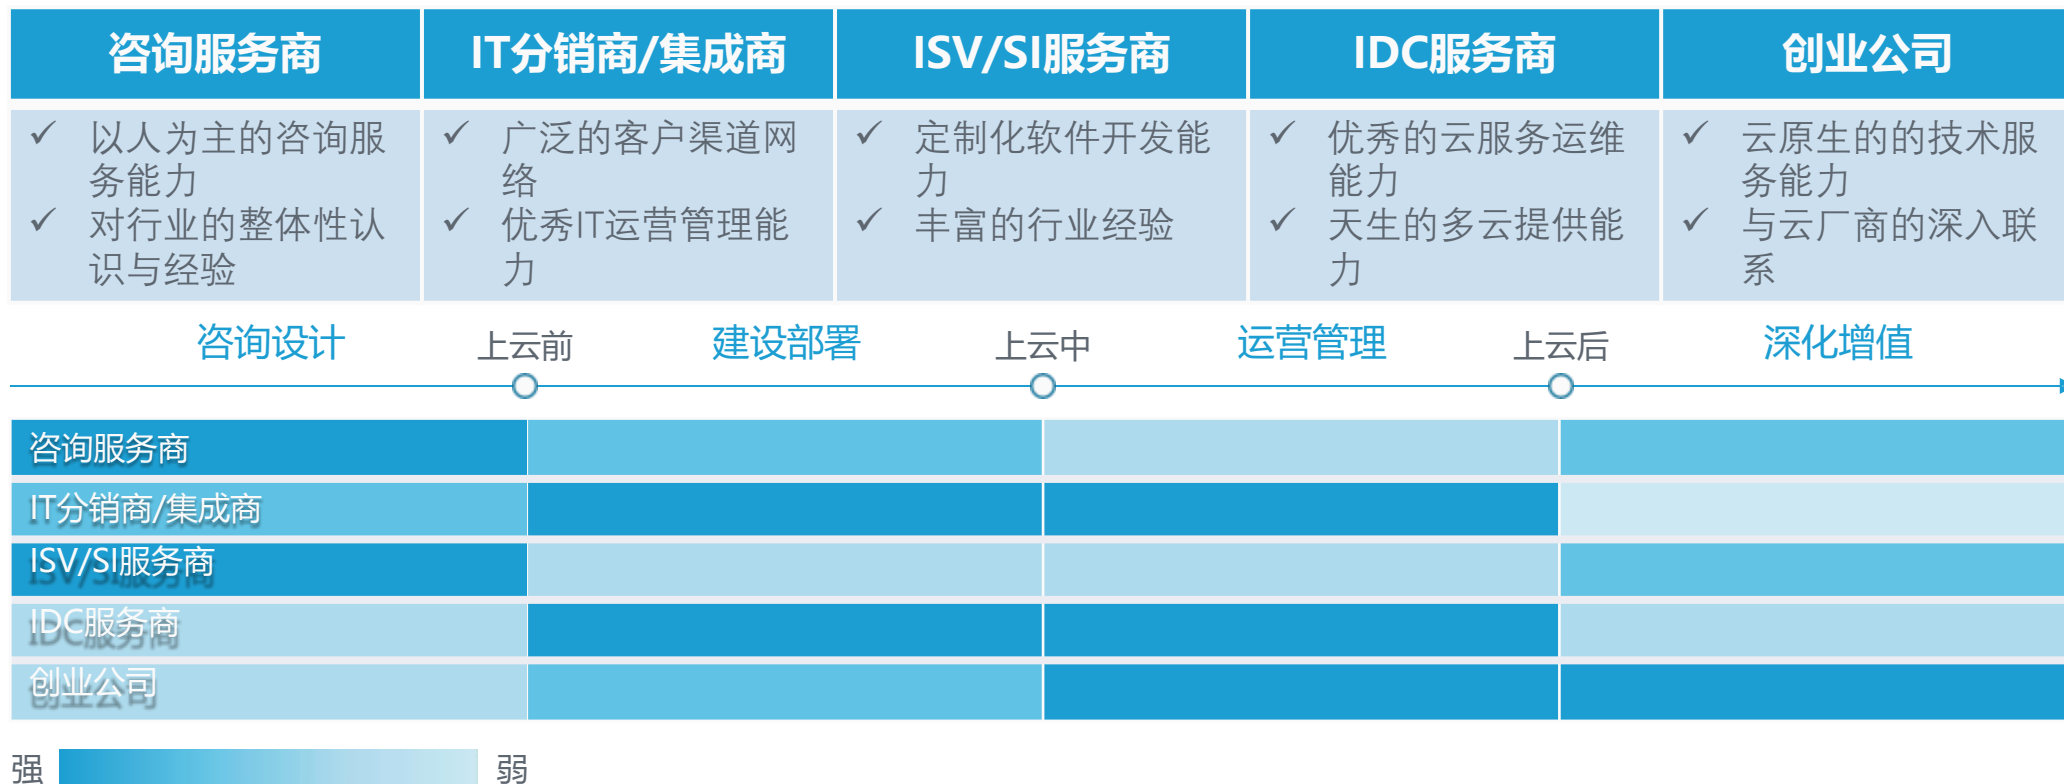 咨询服务商
IT分销商/集成商
ISV/SI服务商
IDC服务商
创业公司
✓ 以人为主的咨询服
务能力
✓ 对行业的整体性认
识与经验
✓ 广泛的客户渠道网
络
✓ 优秀IT运营管理能
力
✓ 定制化软件开发能
力
✓ 丰富的行业经验
✓ 优秀的云服务运维
能力
✓ 天生的多云提供能
力
✓ 云原生的的技术服
务能力
✓ 与云厂商的深入联
系
咨询设计
上云前
建设部署
上云中
运营管理
上云后
深化增值
咨询服务商
IT分销商/集成商
ISV/SI服务商
IDC服务商
创业公司
强
弱